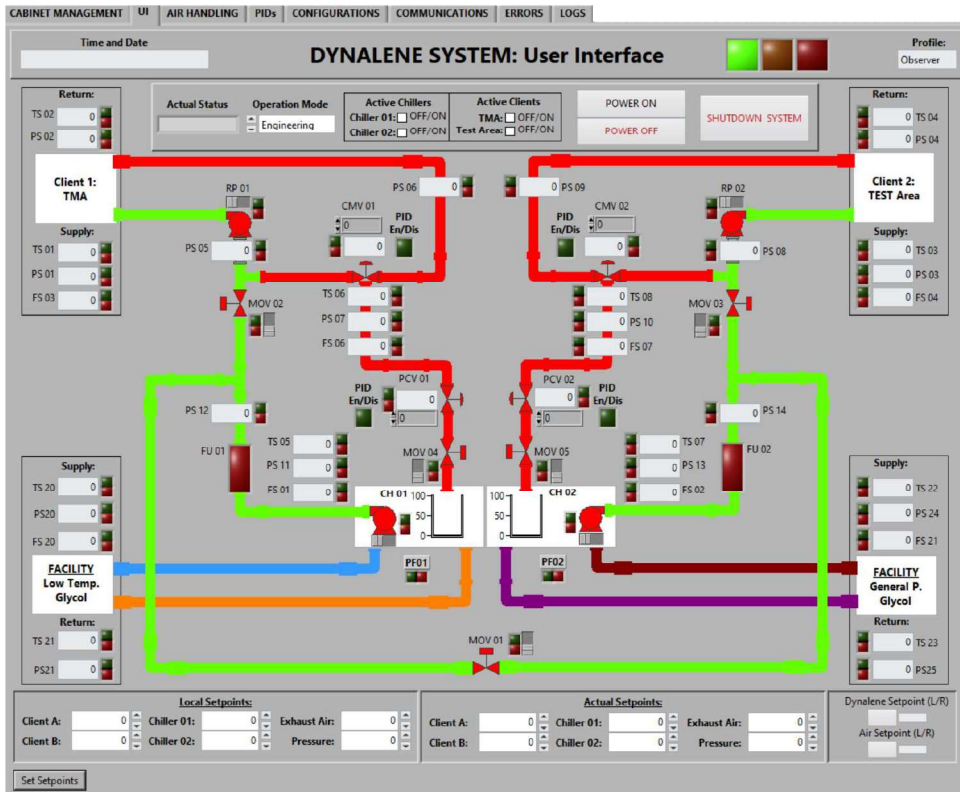 CABINET MANAGEMENT UI AIR HANDLING PIDs CONFIGURATIONS COMMUNICATIONS ERRORS LOGS
Time and Date
DYNALENE SYSTEM: User Interface
Profile:
Observer
Return:
TS 02 0
PS 02 0
Client 1:
TMA
Supply:
TS 01 0
PS 01 0
FS 03 0
Actual Status
Operation Mode
Engineering
Active Chillers
Chiller 01: OFF/ON
Chiller 02: OFF/ON
Active Clients
TMA: OFF/ON
Test Area: OFF/ON
POWER ON
POWER OFF
SHUTDOWN SYSTEM
Return:
0 TS 04
0 PS 04
Client 2:
TEST Area
Supply:
0 TS 03
0 PS 03
0 FS 04
RP 01
PS 05 0
PS 06 0
CMV 01
0
0
PID
En/Dis
0 PS 09
PID
En/Dis
CMV 02
0
0
RP 02
0 PS 08
MOV 02
TS 06 0
PS 07 0
FS 06 0
0 TS 08
0 PS 10
0 FS 07
MOV 03
PID
En/Dis
PCV 01
0
0
PCV 02
0
0
PID
En/Dis
PS 12 0
0 PS 14
FU 01
TS 05 0
PS 11 0
FS 01 0
MOV 04
MOV 05
0 TS 07
0 PS 13
0 FS 02
FU 02
CH 01
100
50
0
CH 02
100
50
0
PF01
PF02
Supply:
TS 20 0
PS20 0
FS 20 0
FACILITY
Low Temp.
Glycol
Return:
TS 21 0
PS21 0
Supply:
0 TS 22
0 PS 24
0 FS 21
FACILITY
General P.
Glycol
Return:
0 TS 23
0 PS25
MOV 01
Local Setpoints:
Client A: 0 Chiller 01: 0 Exhaust Air: 0
Client B: 0 Chiller 02: 0 Pressure: 0
Actual Setpoints:
Client A: 0 Chiller 01: 0 Exhaust Air: 0
Client B: 0 Chiller 02: 0 Pressure: 0
Dynalene Setpoint (L/R)
Air Setpoint (L/R)
Set Setpoints